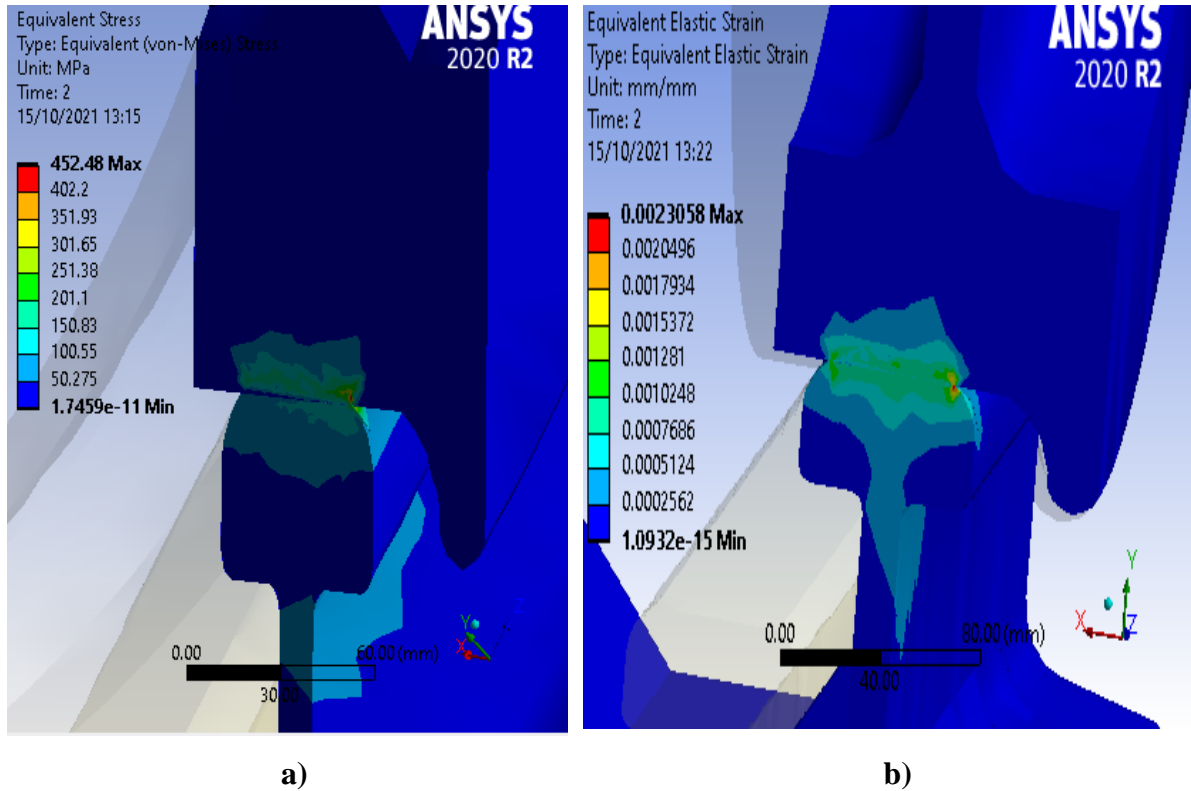 Equivalent Stress
Type: Equivalent (von-Mises) Stress
Unit: MPa
Time: 2
15/10/2021 13:15
ANSYS
2020 R2
452.48 Max
402.2
351.93
301.65
251.38
201.1
150.83
100.55
50.275
1.7459e-11 Min
0.00
60.00 (mm)
30.00
Y
X
Z
a)
Equivalent Elastic Strain
Type: Equivalent Elastic Strain
Unit: mm/mm
Time: 2
15/10/2021 13:22
ANSYS
2020 R2
0.0023058 Max
0.0020496
0.0017934
0.0015372
0.001281
0.0010248
0.0007686
0.0005124
0.0002562
1.0932e-15 Min
0.00
80.00 (mm)
40.00
Y
X
Z
b)